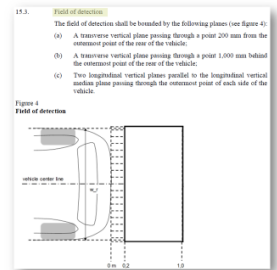 15.3. Field of detection
The field of detection shall be bounded by the following planes (see figure 4):
(a) A transverse vertical plane passing through a point 200 mm from the
outermost point of the rear of the vehicle;
(b) A transverse vertical plane passing through a point 1,000 mm behind
the outermost point of the rear of the vehicle;
(c) Two longitudinal vertical planes parallel to the longitudinal vertical
median plane passing through the outermost point of each side of the
vehicle.
Figure 4
Field of detection
vehicle center line
0 m 0,2 1,0